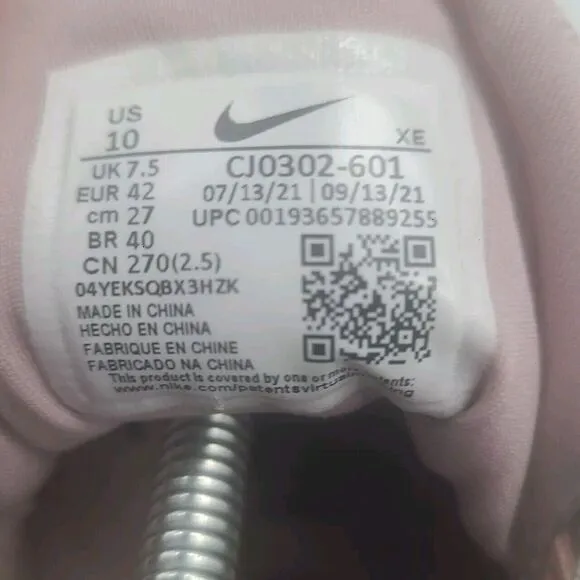 US
10
XE
UK 7.5
CJ0302-601
EUR 42
07/13/21 | 09/13/21
cm 27
UPC 00193657889255
BR 40
CN 270(2.5)
04YEKSQBX3HZK
MADE IN CHINA
HECHO EN CHINA
FABRIQUE EN CHINE
FABRICADO NA CHINA
This product is covered by one or more
www.nike.com/patents